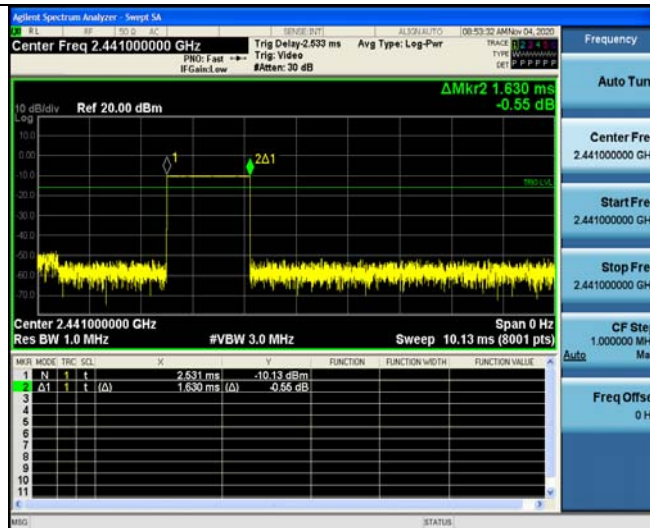 Agilent Spectrum Analyzer - Swept SA
RL RF 50 Ω AC SENSE:INT ALIGNAUTO 08:53:32 AM Nov 04, 2020
Center Freq 2.441000000 GHz
PNO: Fast
IFGain:Low
Trig Delay-2.533 ms
Trig: Video
#Atten: 30 dB
Avg Type: Log-Pwr
TRACE 1 2 3 4 5 6
TYPE
DET P P P P P P
ΔMkr2 1.630 ms
-0.55 dB
10 dB/div Ref 20.00 dBm
Log
10.0
0.00
-10.0
-20.0
-30.0
-40.0
-50.0
-60.0
-70.0
1
2Δ1
TRIG LVL
Center 2.441000000 GHz Span 0 Hz
Res BW 1.0 MHz #VBW 3.0 MHz Sweep 10.13 ms (8001 pts)
MKR MODE TRC SCL X Y FUNCTION FUNCTION WIDTH FUNCTION VALUE
1 N 1 t 2.531 ms -10.13 dBm
2 Δ1 1 t (Δ) 1.630 ms (Δ) -0.55 dB
3
4
5
6
7
8
9
10
11
MSG STATUS
Frequency
Auto Tun
Center Fre
2.441000000 GH
Start Fre
2.441000000 GH
Stop Fre
2.441000000 GH
CF Ste
1.000000 MH
Auto Ma
Freq Offse
0 H